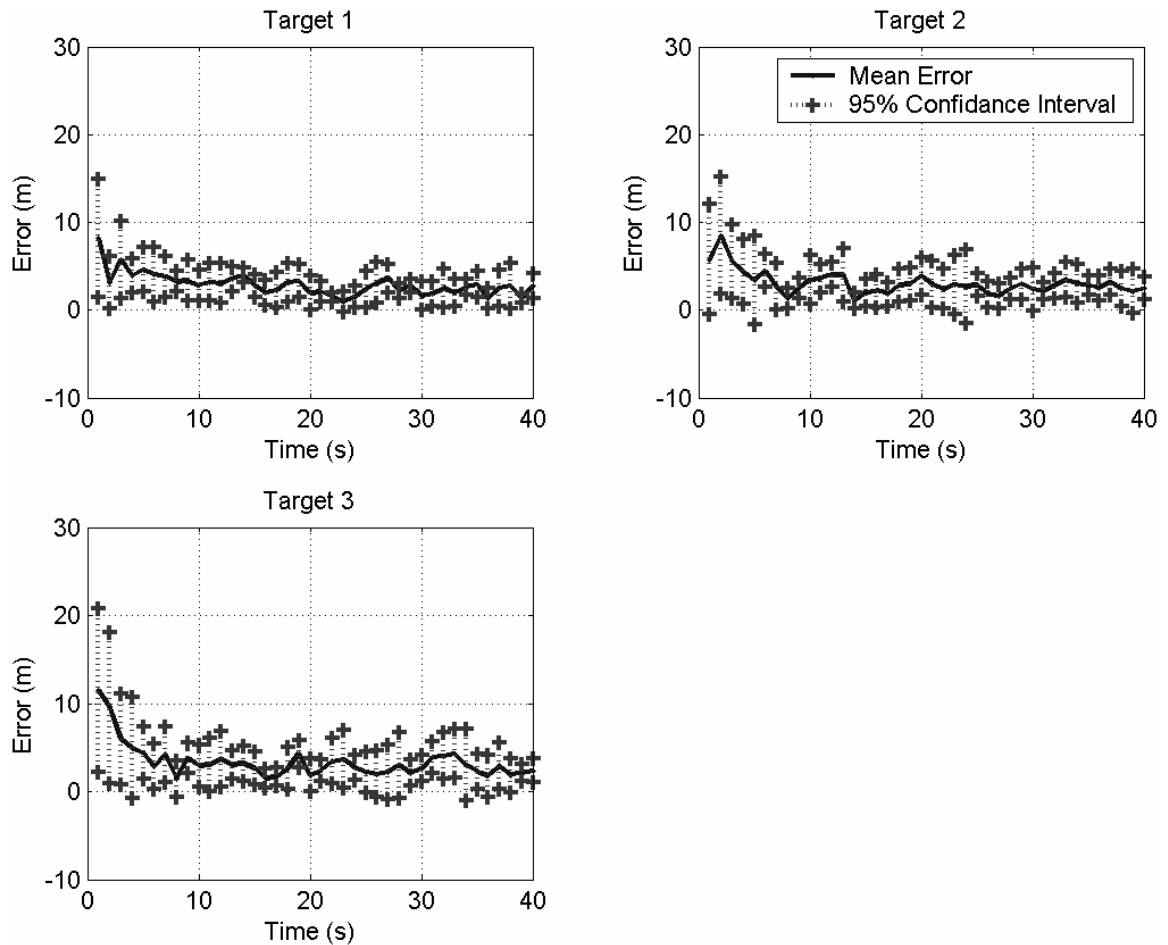 Target 1
30
20
10
0
-10
Error (m)
0 10 20 30 40
Time (s)
Target 2
Mean Error
95% Confidance Interval
30
20
10
0
-10
Error (m)
0 10 20 30 40
Time (s)
Target 3
30
20
10
0
-10
Error (m)
0 10 20 30 40
Time (s)